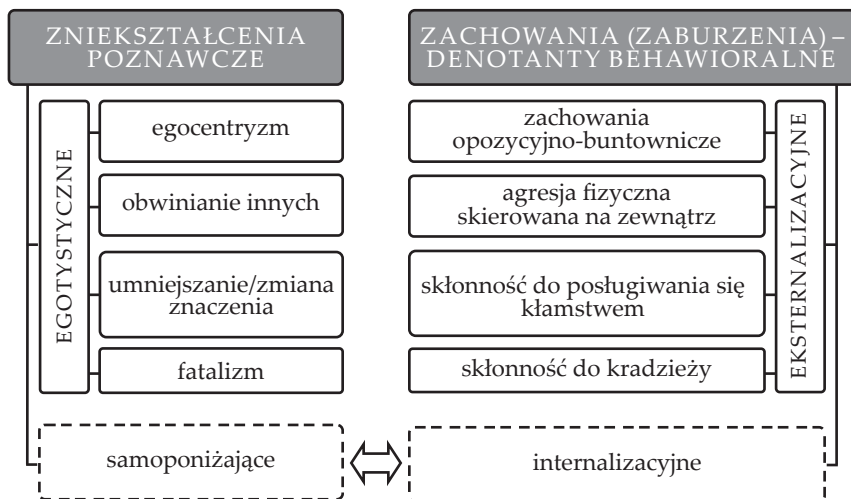 ZNIEKSZTAŁCENIA
POZNAWCZE
EGOTYSTYCZNE
egocentryzm
obwinianie innych
umniejszanie/zmiana
znaczenia
fatalizm
samoponiżające
ZACHOWANIA (ZABURZENIA) –
DENOTANTY BEHAWIORALNE
zachowania
opozycyjno-buntownicze
agresja fizyczna
skierowana na zewnątrz
skłonność do posługiwania się
kłamstwem
skłonność do kradzieży
EKSTERNALIZACYJNE
internalizacyjne